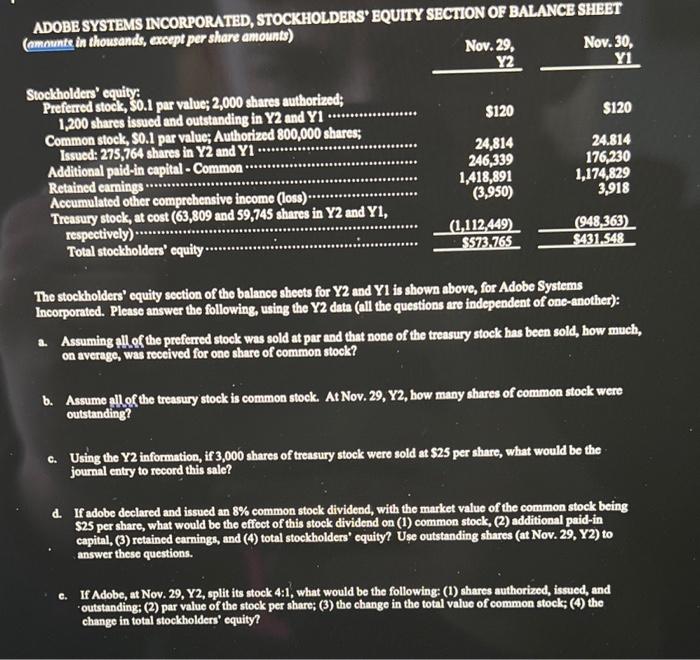 ADOBE SYSTEMS INCORPORATED, STOCKHOLDERS' EQUITY SECTION OF BALANCE SHEET
(amounts in thousands, except per share amounts)
Nov. 29, Nov. 30,
Y2 Y1
Stockholders' equity:
Preferred stock, $0.1 par value; 2,000 shares authorized;
1,200 shares issued and outstanding in Y2 and Y1 $120 $120
Common stock, $0.1 par value; Authorized 800,000 shares;
Issued: 275,764 shares in Y2 and Y1 24,814 24.814
Additional paid-in capital - Common 246,339 176,230
Retained earnings 1,418,891 1,174,829
Accumulated other comprehensive income (loss) (3,950) 3,918
Treasury stock, at cost (63,809 and 59,745 shares in Y2 and Y1,
respectively) (1,112,449) (948,363)
Total stockholders' equity $573,765 $431,548
The stockholders' equity section of the balance sheets for Y2 and Y1 is shown above, for Adobe Systems
Incorporated. Please answer the following, using the Y2 data (all the questions are independent of one-another):
a. Assuming all of the preferred stock was sold at par and that none of the treasury stock has been sold, how much,
on average, was received for one share of common stock?
b. Assume all of the treasury stock is common stock. At Nov. 29, Y2, how many shares of common stock were
outstanding?
c. Using the Y2 information, if 3,000 shares of treasury stock were sold at $25 per share, what would be the
journal entry to record this sale?
d. If adobe declared and issued an 8% common stock dividend, with the market value of the common stock being
$25 per share, what would be the effect of this stock dividend on (1) common stock, (2) additional paid-in
capital, (3) retained earnings, and (4) total stockholders' equity? Use outstanding shares (at Nov. 29, Y2) to
answer these questions.
e. If Adobe, at Nov. 29, Y2, split its stock 4:1, what would be the following: (1) shares authorized, issued, and
outstanding; (2) par value of the stock per share; (3) the change in the total value of common stock; (4) the
change in total stockholders' equity?